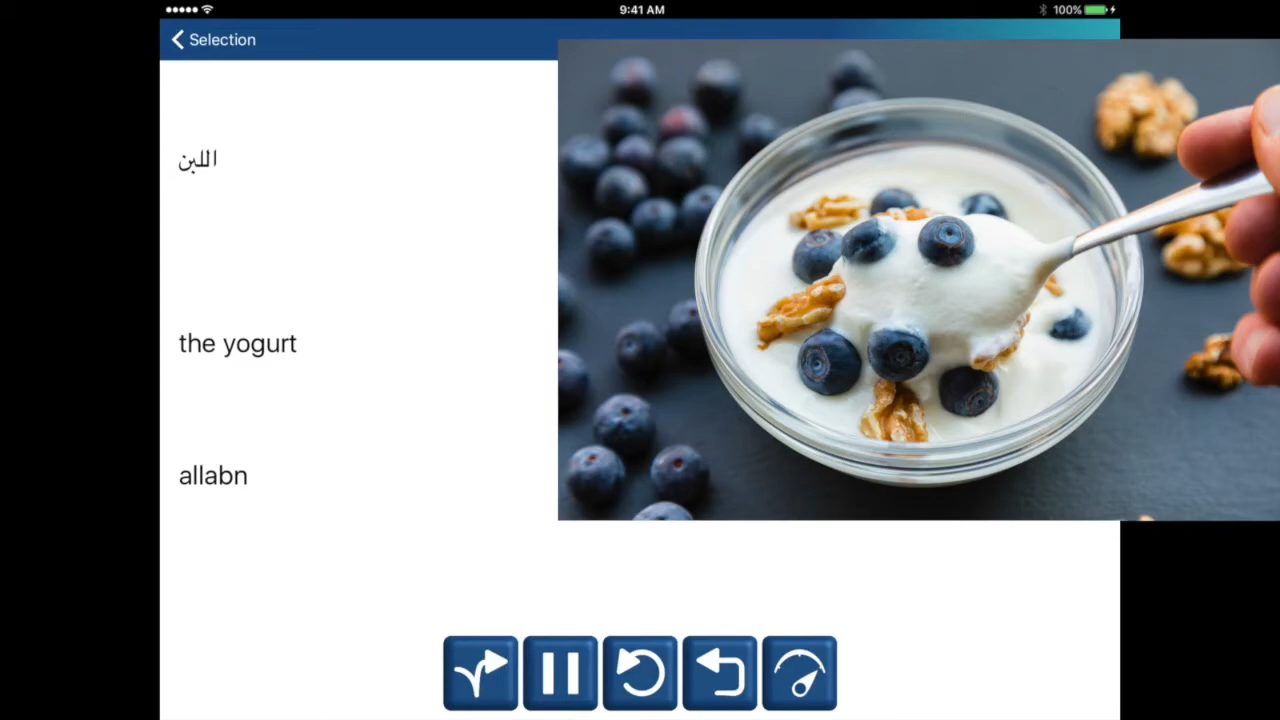 9:41 AM
100%
Selection
اللبن
the yogurt
allabn